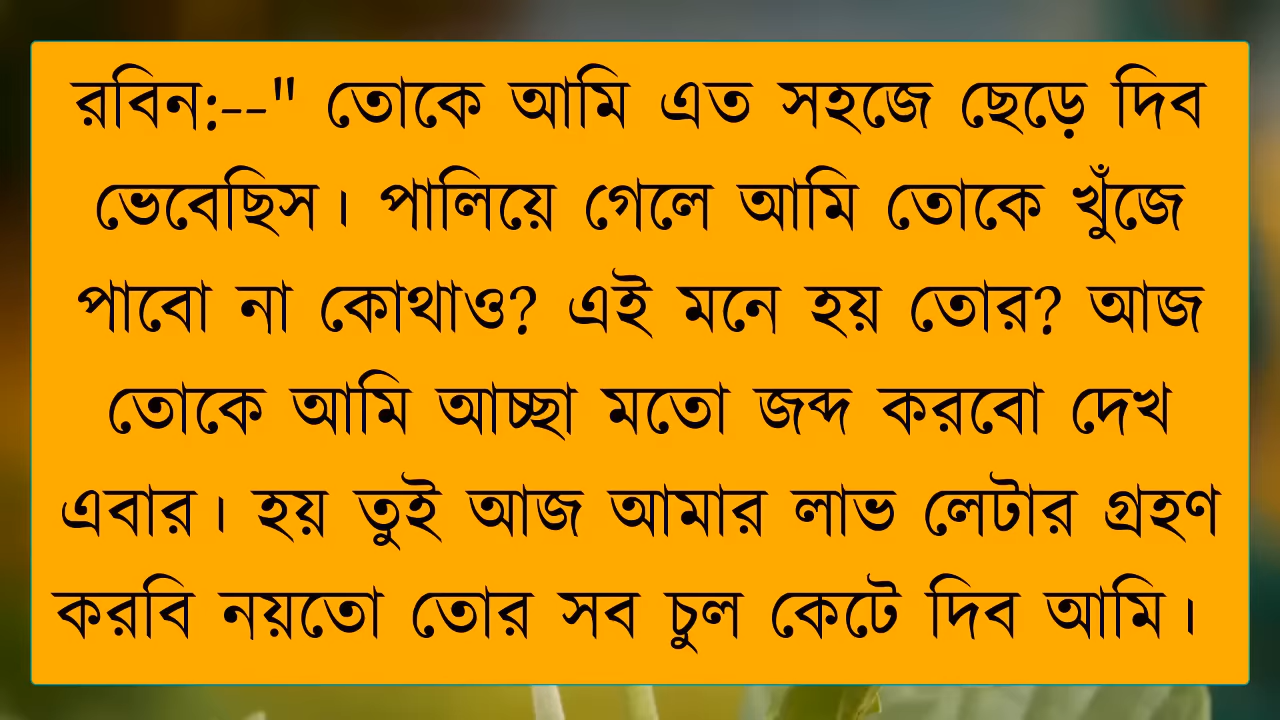 রবিন:--" তোকে আমি এত সহজে ছেড়ে দিব
ভেবেছিস। পালিয়ে গেলে আমি তোকে খুঁজে
পাবো না কোথাও? এই মনে হয় তোর? আজ
তোকে আমি আচ্ছা মতো জব্দ করবো দেখ
এবার। হয় তুই আজ আমার লাভ লেটার গ্রহণ
করবি নয়তো তোর সব চুল কেটে দিব আমি।